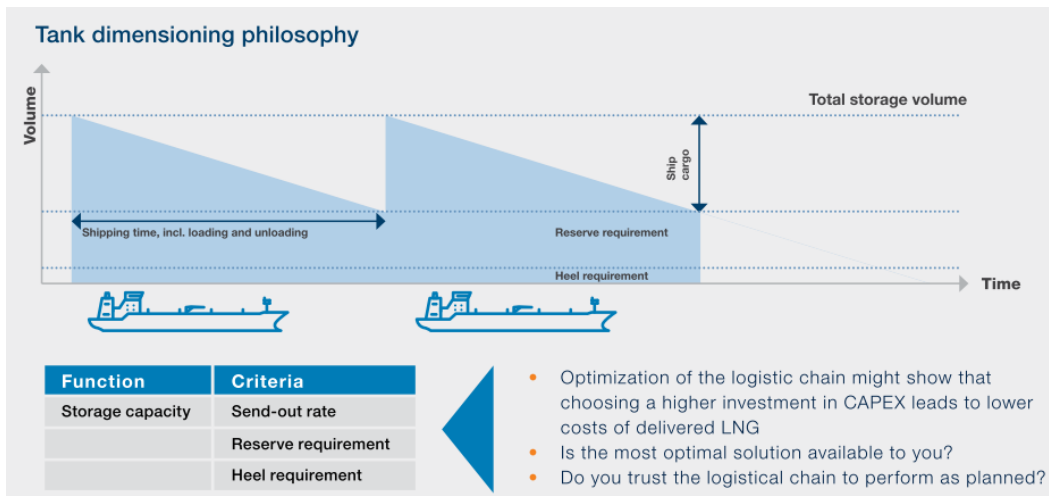 Tank dimensioning philosophy
Volume
Total storage volume
Ship
cargo
Shipping time, incl. loading and unloading
Reserve requirement
Heel requirement
Time
Function Criteria
Storage capacity Send-out rate
Reserve requirement
Heel requirement
• Optimization of the logistic chain might show that
choosing a higher investment in CAPEX leads to lower
costs of delivered LNG
• Is the most optimal solution available to you?
• Do you trust the logistical chain to perform as planned?